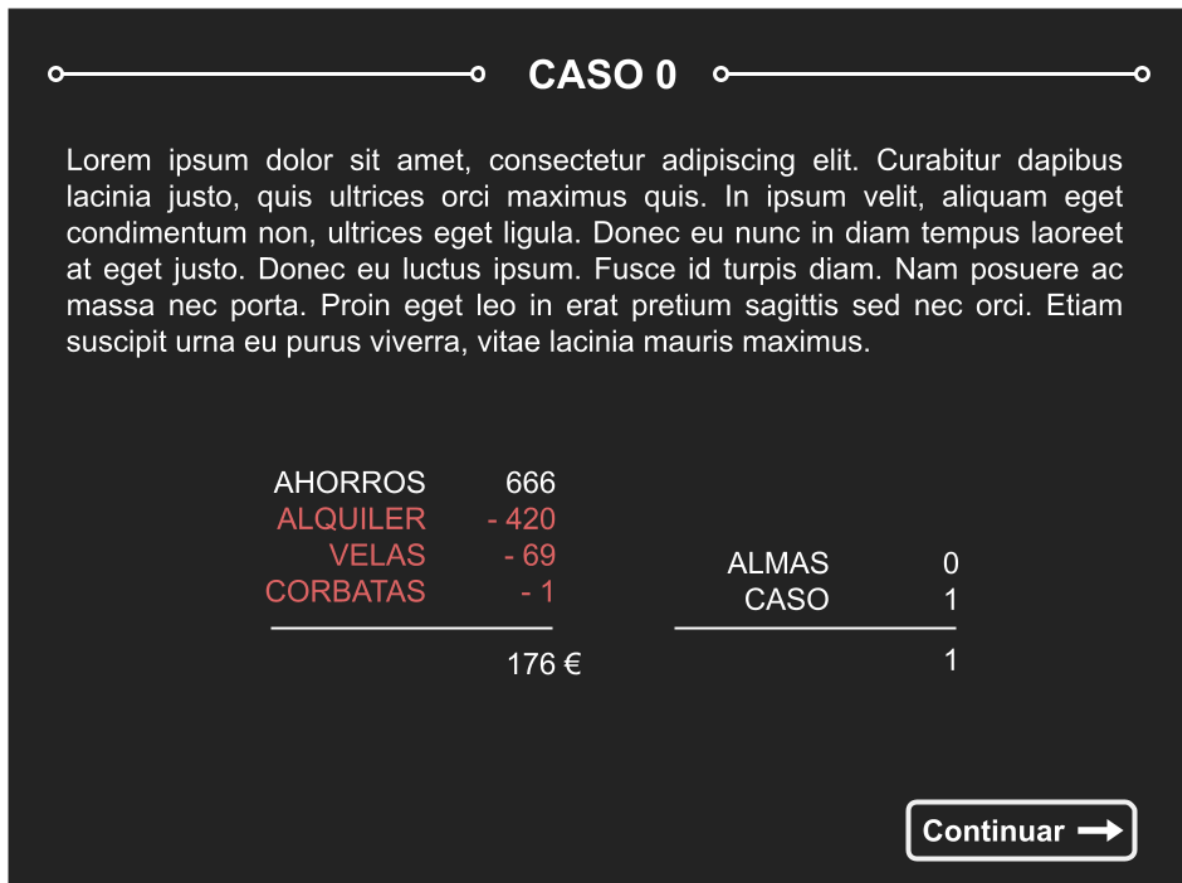 CASO 0
Lorem ipsum dolor sit amet, consectetur adipiscing elit. Curabitur dapibus
lacinia justo, quis ultrices orci maximus quis. In ipsum velit, aliquam eget
condimentum non, ultrices eget ligula. Donec eu nunc in diam tempus laoreet
at eget justo. Donec eu luctus ipsum. Fusce id turpis diam. Nam posuere ac
massa nec porta. Proin eget leo in erat pretium sagittis sed nec orci. Etiam
suscipit urna eu purus viverra, vitae lacinia mauris maximus.
AHORROS 666
ALQUILER - 420
VELAS - 69
CORBATAS - 1
176 €
ALMAS 0
CASO 1
1
Continuar